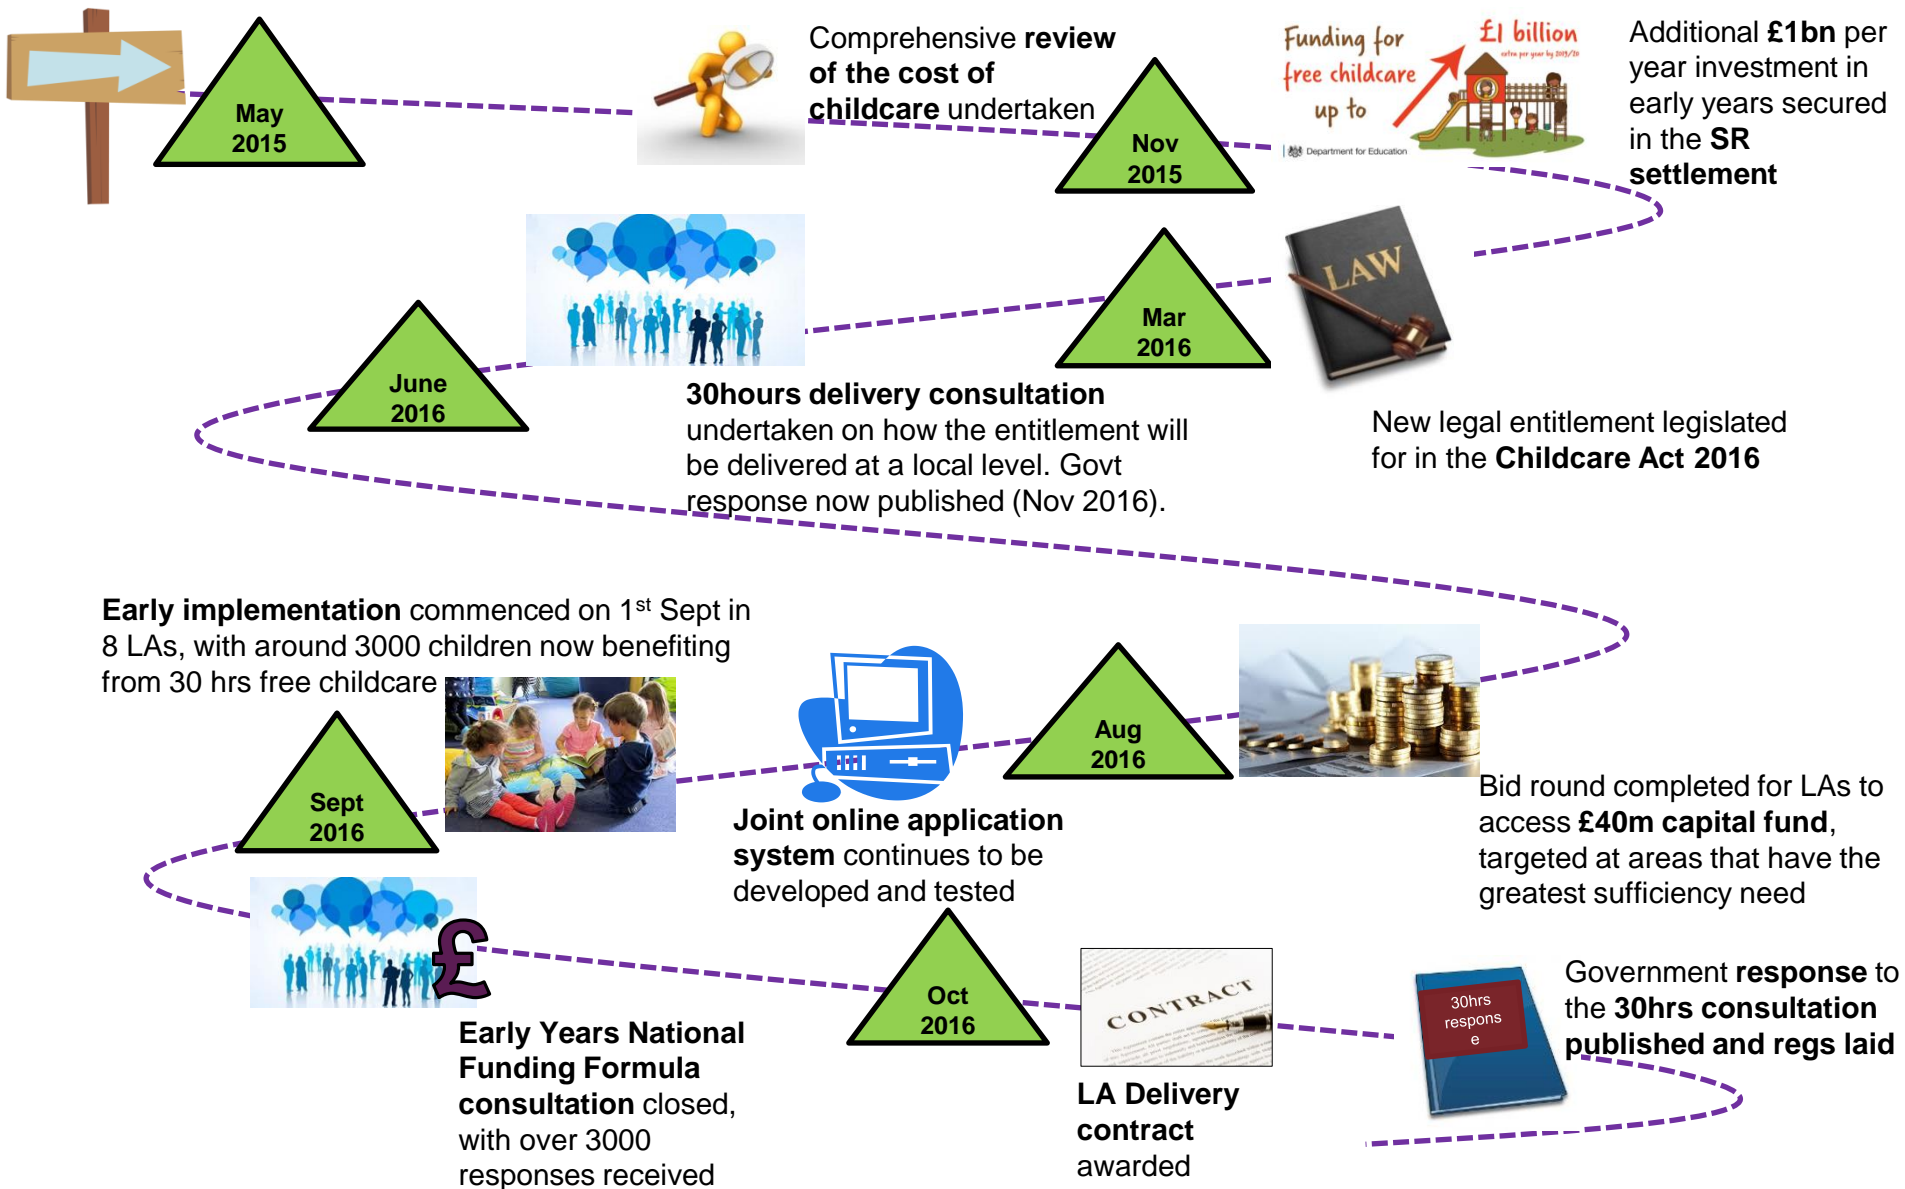 May
2015
Comprehensive review
of the cost of
childcare undertaken
Nov
2015
Funding for
free childcare
up to
£1 billion
extra per year by 2019/20
Department for Education
Additional £1bn per
year investment in
early years secured
in the SR
settlement
LAW
New legal entitlement legislated
for in the Childcare Act 2016
Mar
2016
30hours delivery consultation
undertaken on how the entitlement will
be delivered at a local level. Govt
response now published (Nov 2016).
June
2016
Bid round completed for LAs to
access £40m capital fund,
targeted at areas that have the
greatest sufficiency need
Aug
2016
Joint online application
system continues to be
developed and tested
Early implementation commenced on 1st Sept in
8 LAs, with around 3000 children now benefiting
from 30 hrs free childcare
Sept
2016
£
Early Years National
Funding Formula
consultation closed,
with over 3000
responses received
Oct
2016
CONTRACT
LA Delivery
contract
awarded
30hrs
respons
e
Government response to
the 30hrs consultation
published and regs laid